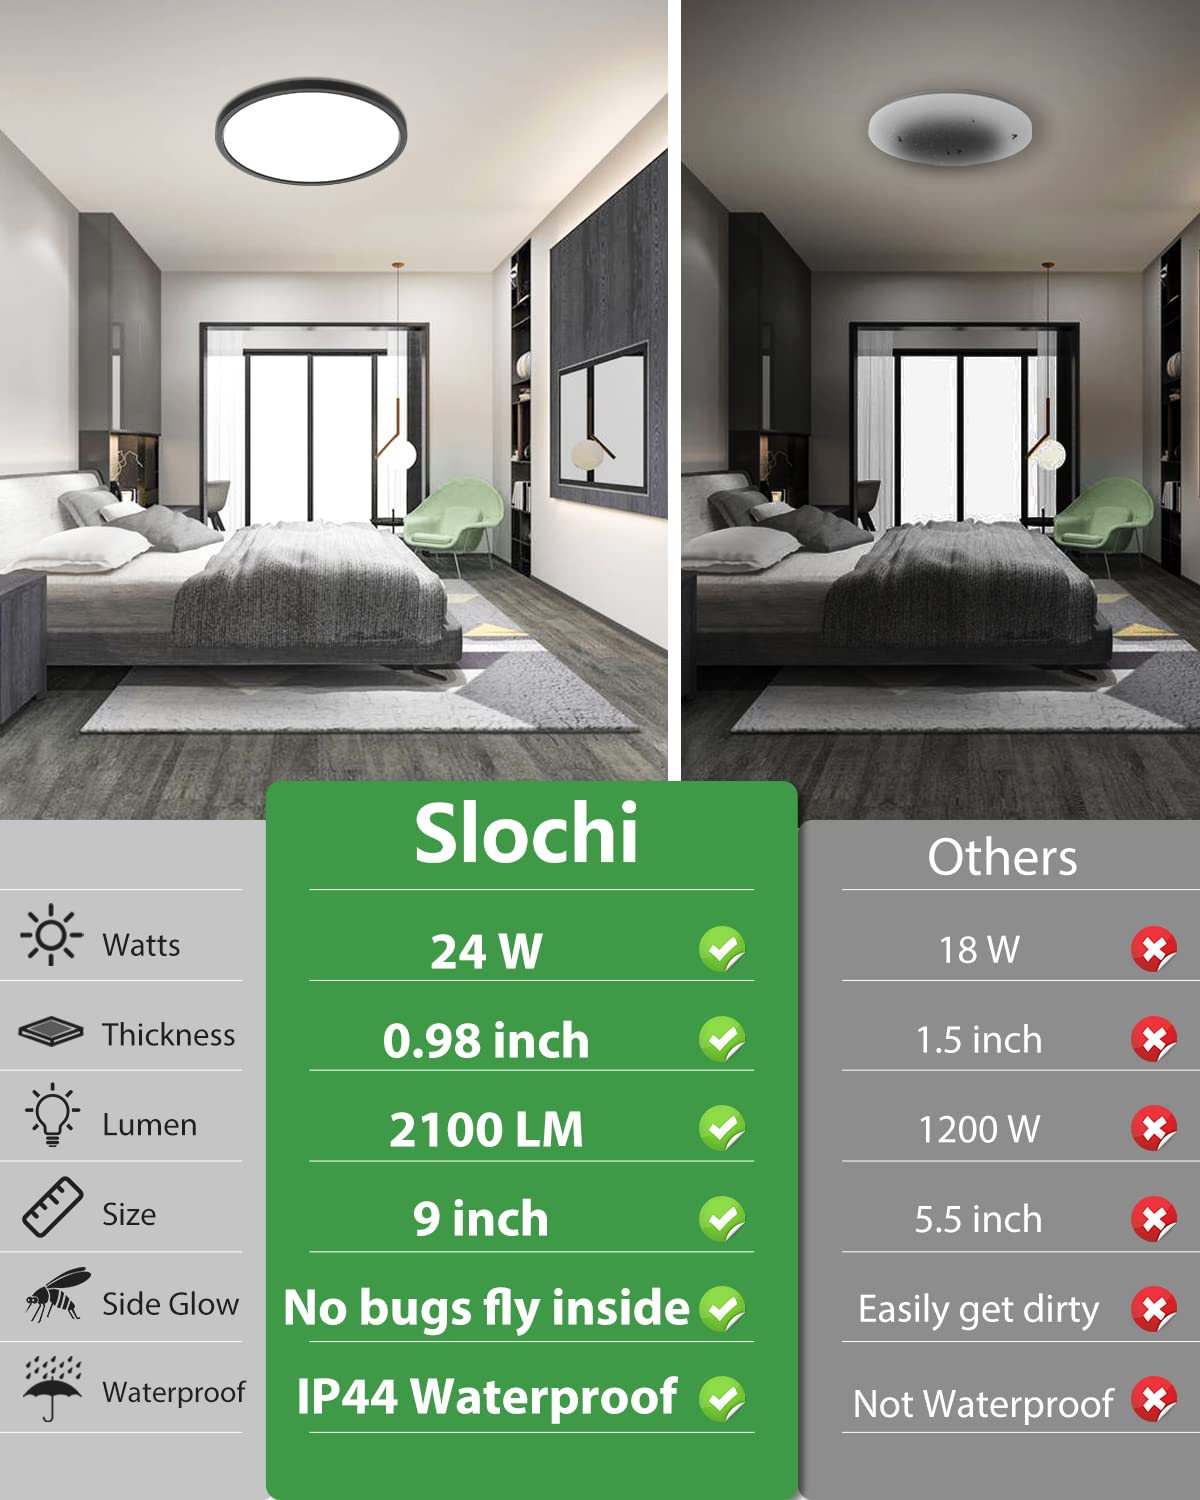 Slochi
Others
Watts
24 W
18 W
Thickness
0.98 inch
1.5 inch
Lumen
2100 LM
1200 W
Size
9 inch
5.5 inch
Side Glow
No bugs fly inside
Easily get dirty
Waterproof
IP44 Waterproof
Not Waterproof